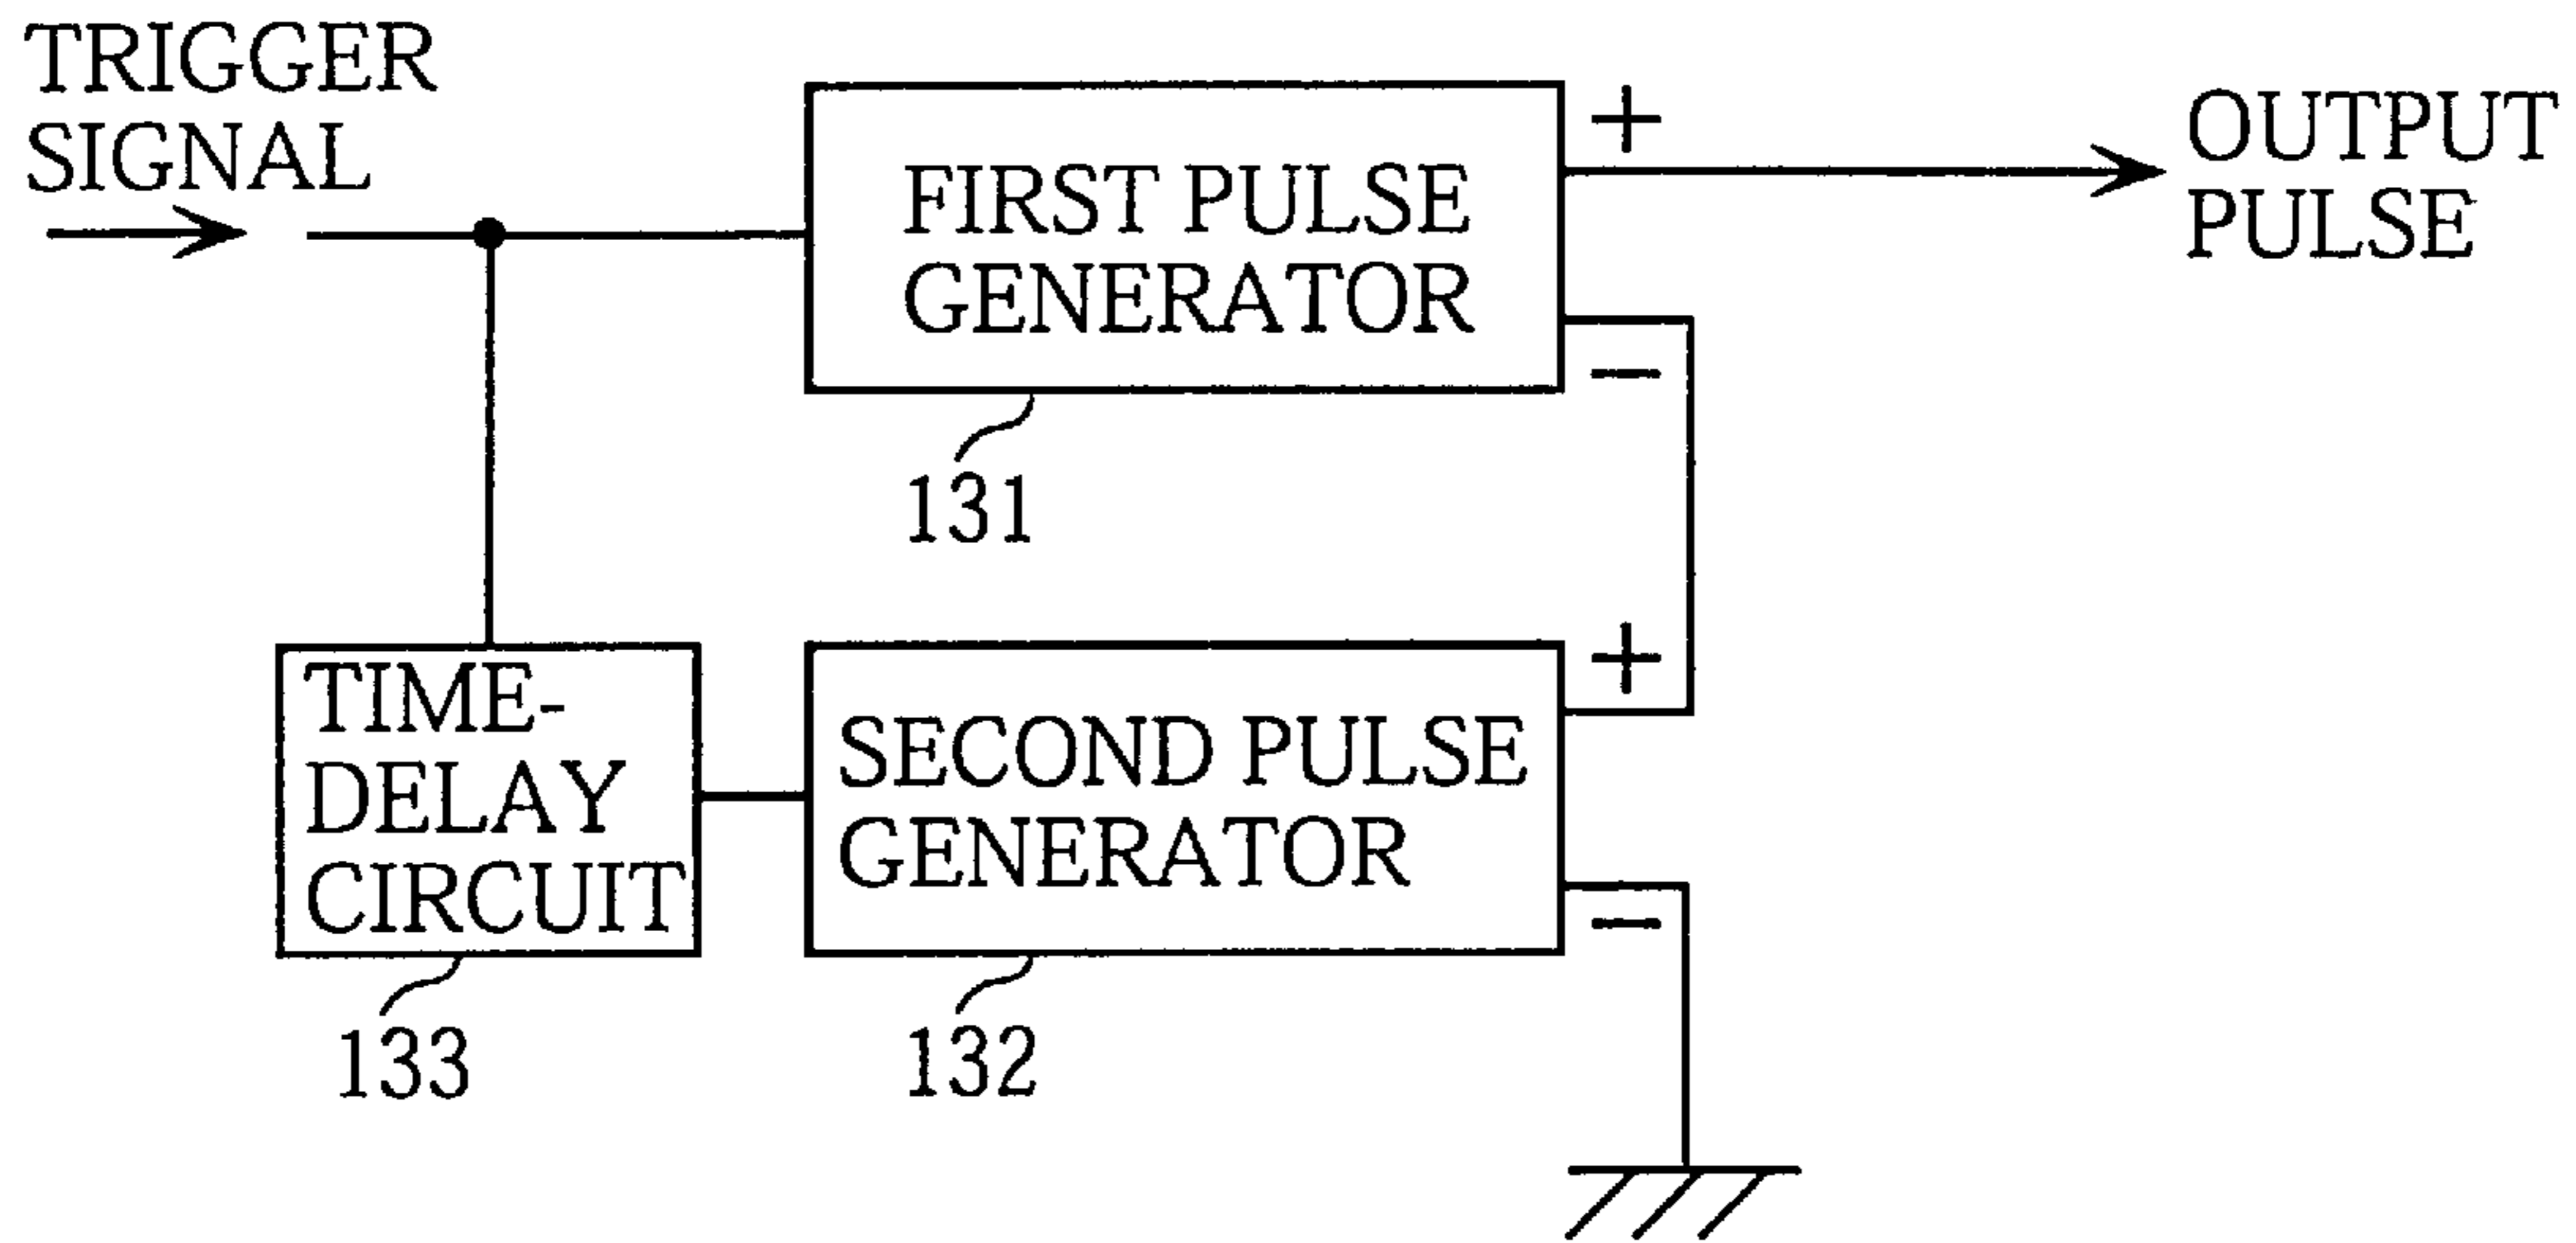 TRIGGER
SIGNAL
+
OUTPUT
PULSE
FIRST PULSE
GENERATOR
−
131
TIME-
DELAY
CIRCUIT
+
SECOND PULSE
GENERATOR
−
133
132